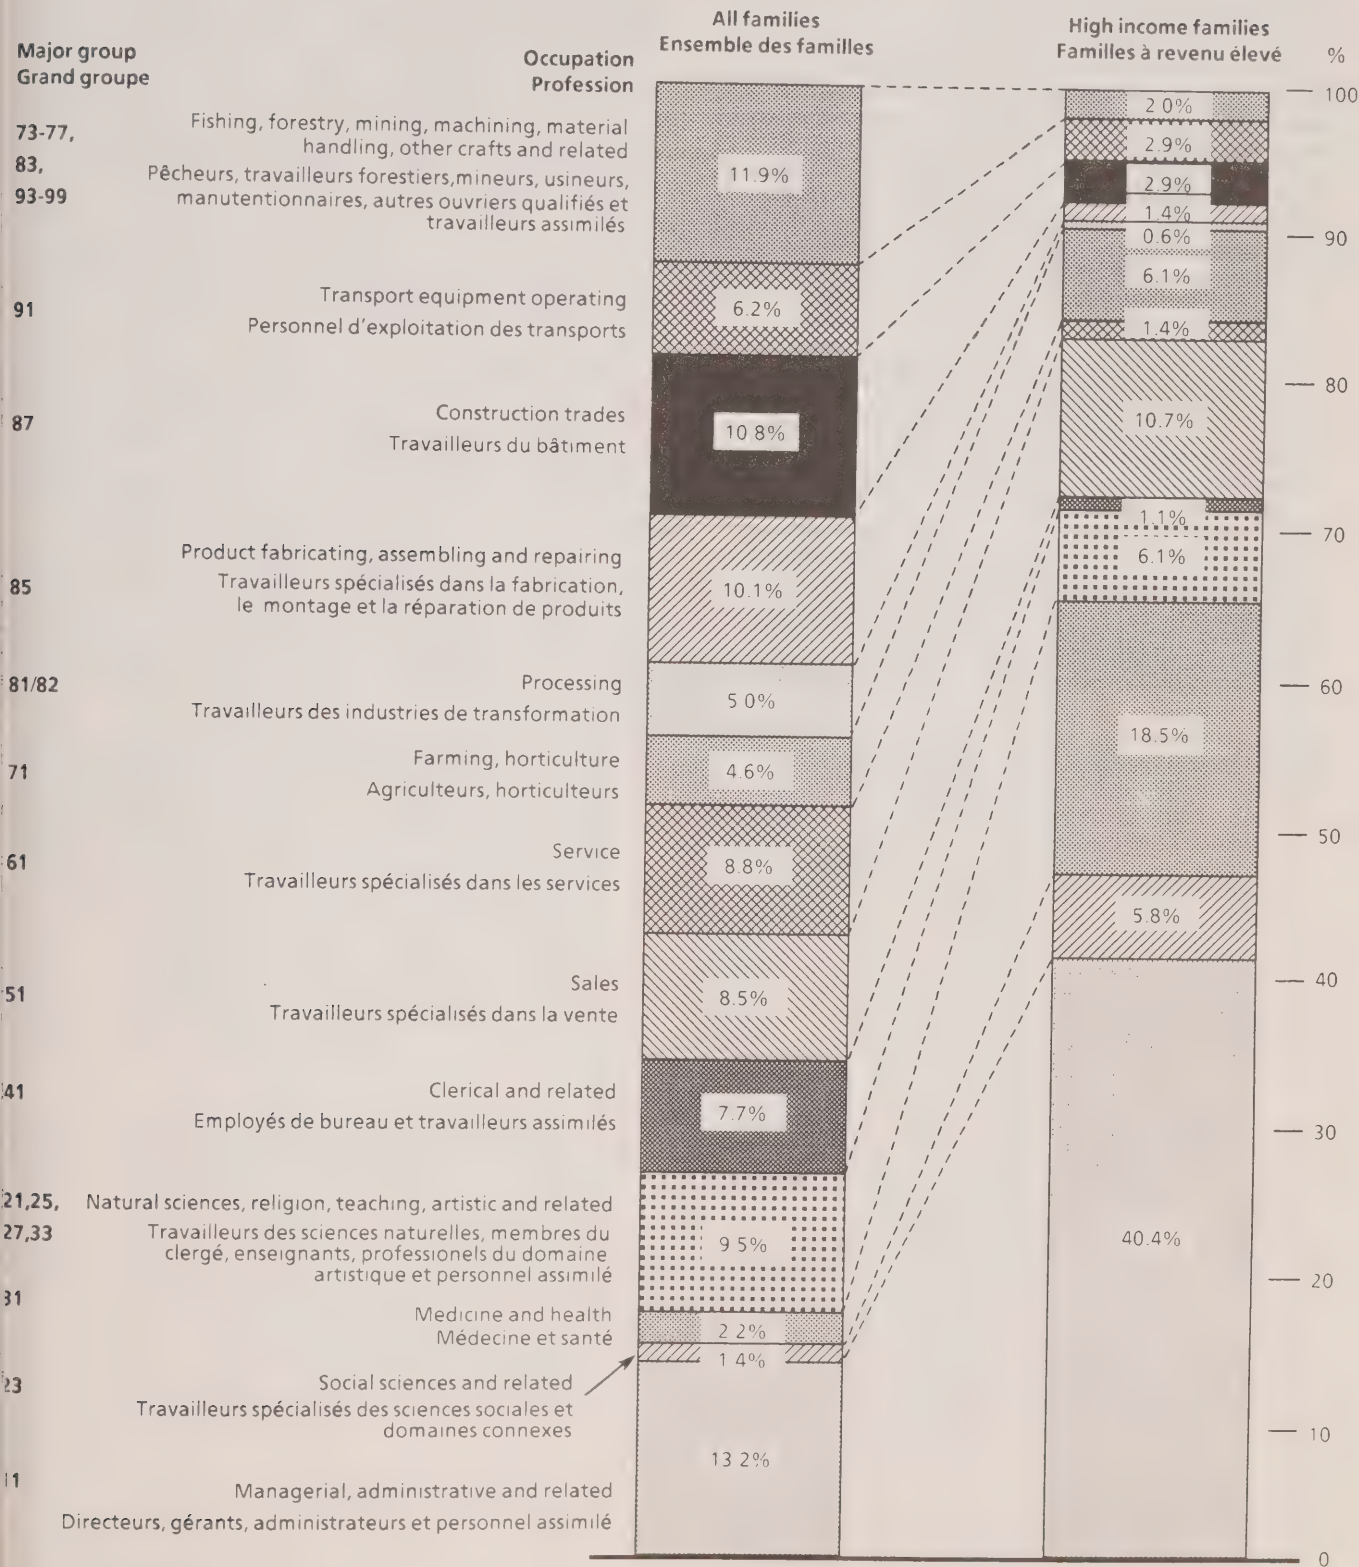 Major group
Grand groupe
Occupation
Profession
All families
Ensemble des familles
High income families
Familles à revenu élevé
%
73-77,
83,
93-99
Fishing, forestry, mining, machining, material
handling, other crafts and related
Pêcheurs, travailleurs forestiers,mineurs, usineurs,
manutentionnaires, autres ouvriers qualifiés et
travailleurs assimilés
91
Transport equipment operating
Personnel d'exploitation des transports
87
Construction trades
Travailleurs du bâtiment
85
Product fabricating, assembling and repairing
Travailleurs spécialisés dans la fabrication,
le montage et la réparation de produits
81/82
Processing
Travailleurs des industries de transformation
71
Farming, horticulture
Agriculteurs, horticulteurs
61
Service
Travailleurs spécialisés dans les services
51
Sales
Travailleurs spécialisés dans la vente
41
Clerical and related
Employés de bureau et travailleurs assimilés
21,25,
27,33
Natural sciences, religion, teaching, artistic and related
Travailleurs des sciences naturelles, membres du
clergé, enseignants, professionels du domaine
artistique et personnel assimilé
31
Medicine and health
Médecine et santé
23
Social sciences and related
Travailleurs spécialisés des sciences sociales et
domaines connexes
11
Managerial, administrative and related
Directeurs, gérants, administrateurs et personnel assimilé
11.9%
6.2%
10 8%
10.1%
5 0%
4.6%
8.8%
8.5%
7.7%
9 5%
2 2%
1 4%
13 2%
2 0%
2.9%
2.9%
1.4%
0.6%
6.1%
1.4%
10.7%
1.1%
6.1%
18.5%
5.8%
40.4%
100
90
80
70
60
50
40
30
20
10
0